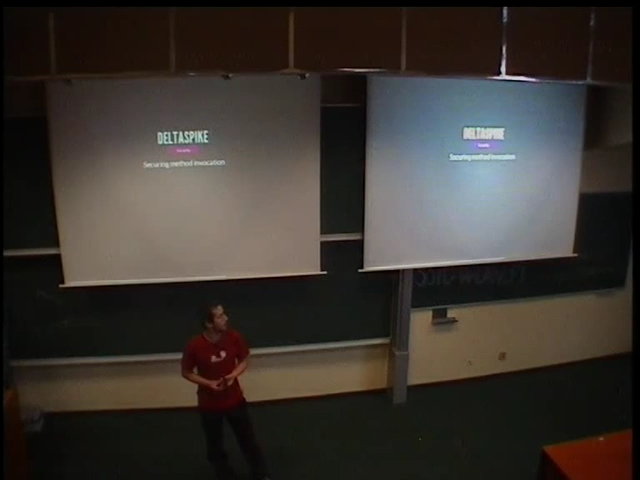 DELTASPIKE
Securing method invocation
DELTASPIKE
Securing method invocation